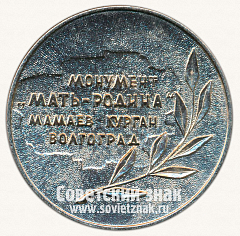 МОНУМЕНТ
"МАТЬ-РОДИНА"
МАМАЕВ КУРГАН
ВОЛГОГРАД
Советский знак
www.sovietznak.ru